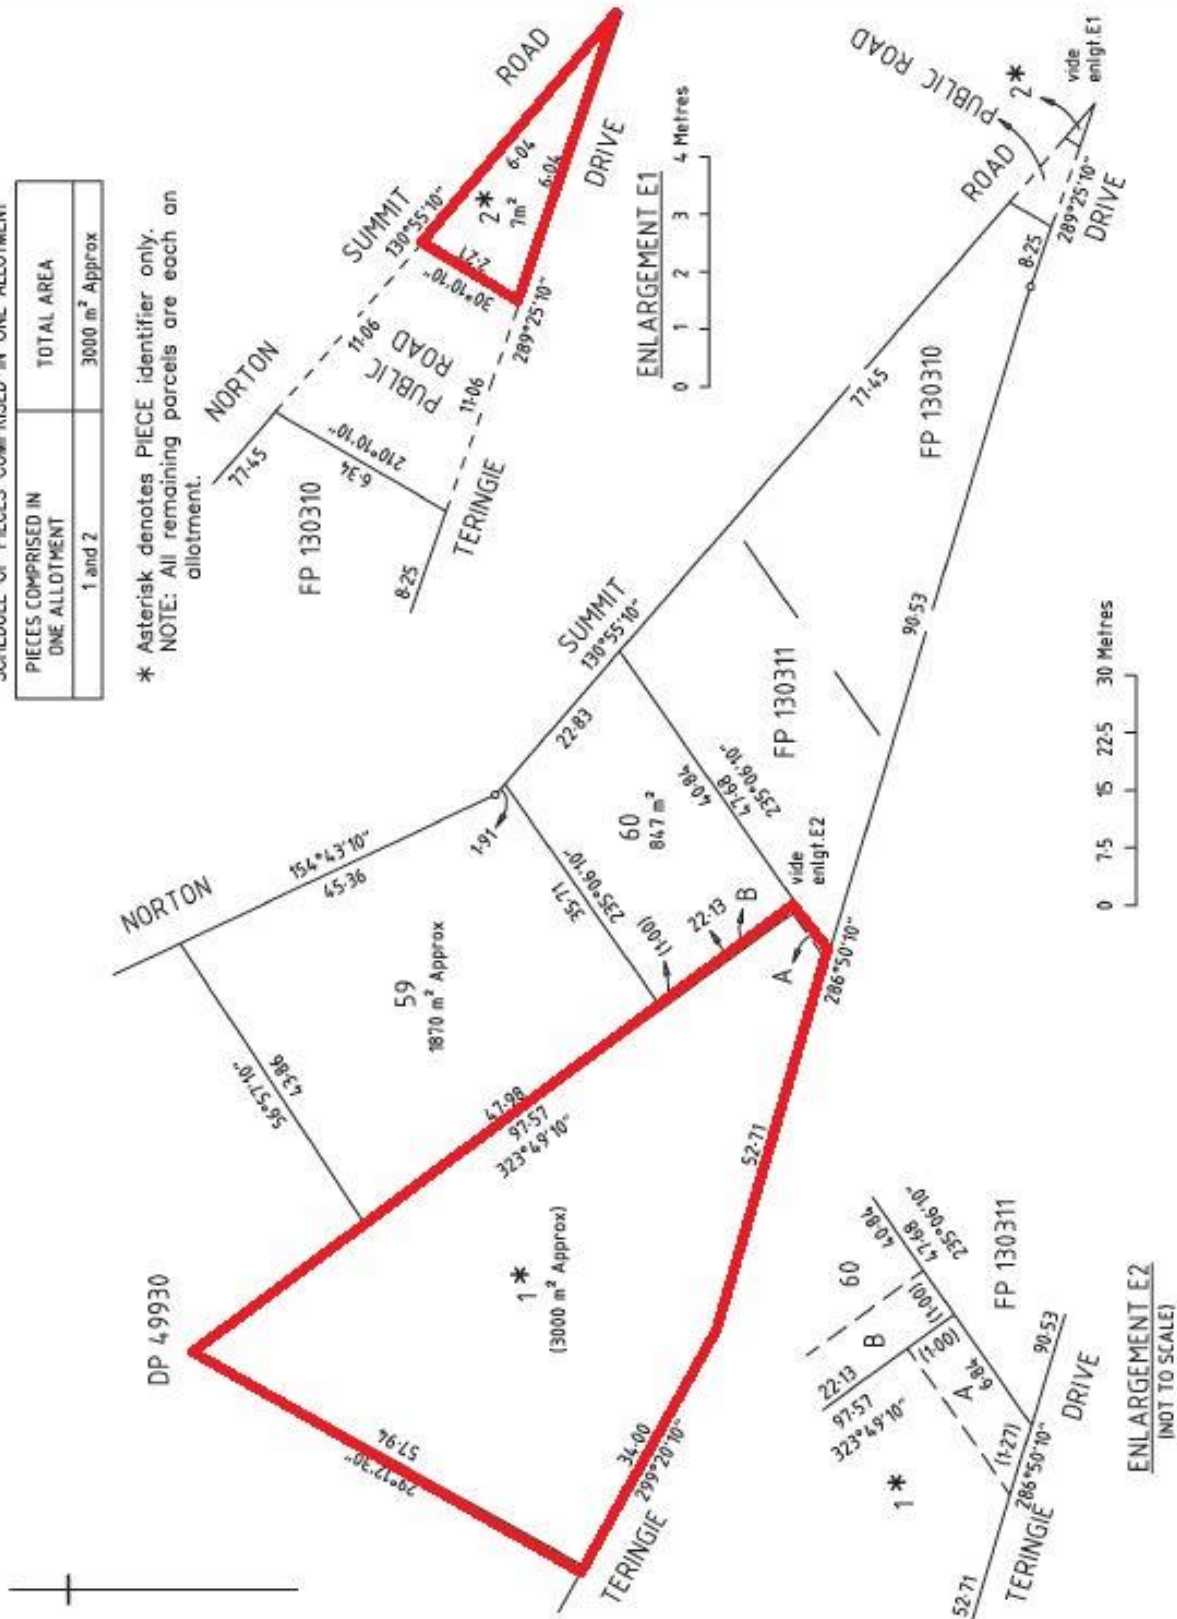 SCHEDULE OF PIECES COMPRISED IN ONE ALLOTMENT
PIECES COMPRISED IN
ONE ALLOTMENT
TOTAL AREA
1 and 2
3000 m² Approx
* Asterisk denotes PIECE identifier only.
NOTE: All remaining parcels are each an
allotment.
NORTON
SUMMIT
ROAD
77·45
11·06
130°55'10"
6·04
2*
7m²
2·21
30°10'10"
6·04
PUBLIC
ROAD
210°10'10"
6·34
FP 130310
11·06
289°25'10"
8·25
TERINGIE
DRIVE
ENLARGEMENT E1
0 1 2 3 4 Metres
PUBLIC ROAD
2*
vide
enlgt.E1
ROAD
8·25
289°25'10"
DRIVE
77·45
FP 130310
SUMMIT
130°55'10"
90·53
FP 130311
22·83
NORTON
154°43'10"
45·36
1·91
60
847 m²
40·84
47·68
235°06'10"
35·71
235°06'10"
(1·00)
22·13
B
vide
enlgt.E2
A
286°50'10"
59
1870 m² Approx
56°57'10"
43·86
47·98
97·57
323°49'10"
52·71
DP 49930
1*
(3000 m² Approx)
57·94
29°12'30"
34·00
299°20'10"
TERINGIE
0 7·5 15 22·5 30 Metres
60
40·84
47·68
235°06'10"
FP 130311
B
(1·00)
22·13
97·57
323°49'10"
(1·00)
A
6·84
1*
(1·27)
90·53
286°50'10"
52·71
TERINGIE
DRIVE
ENLARGEMENT E2
(NOT TO SCALE)